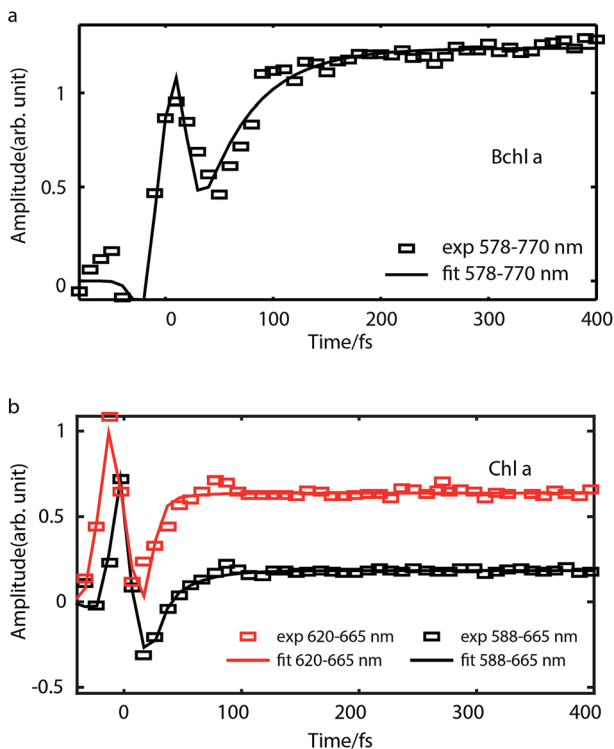 a
Amplitude(arb. unit)
1
0.5
0
Bchl a
exp 578-770 nm
fit 578-770 nm
0 100 200 300 400
Time/fs
b
Amplitude(arb. unit)
1
0.5
0
-0.5
Chl a
exp 620-665 nm exp 588-665 nm
fit 620-665 nm fit 588-665 nm
0 100 200 300 400
Time/fs